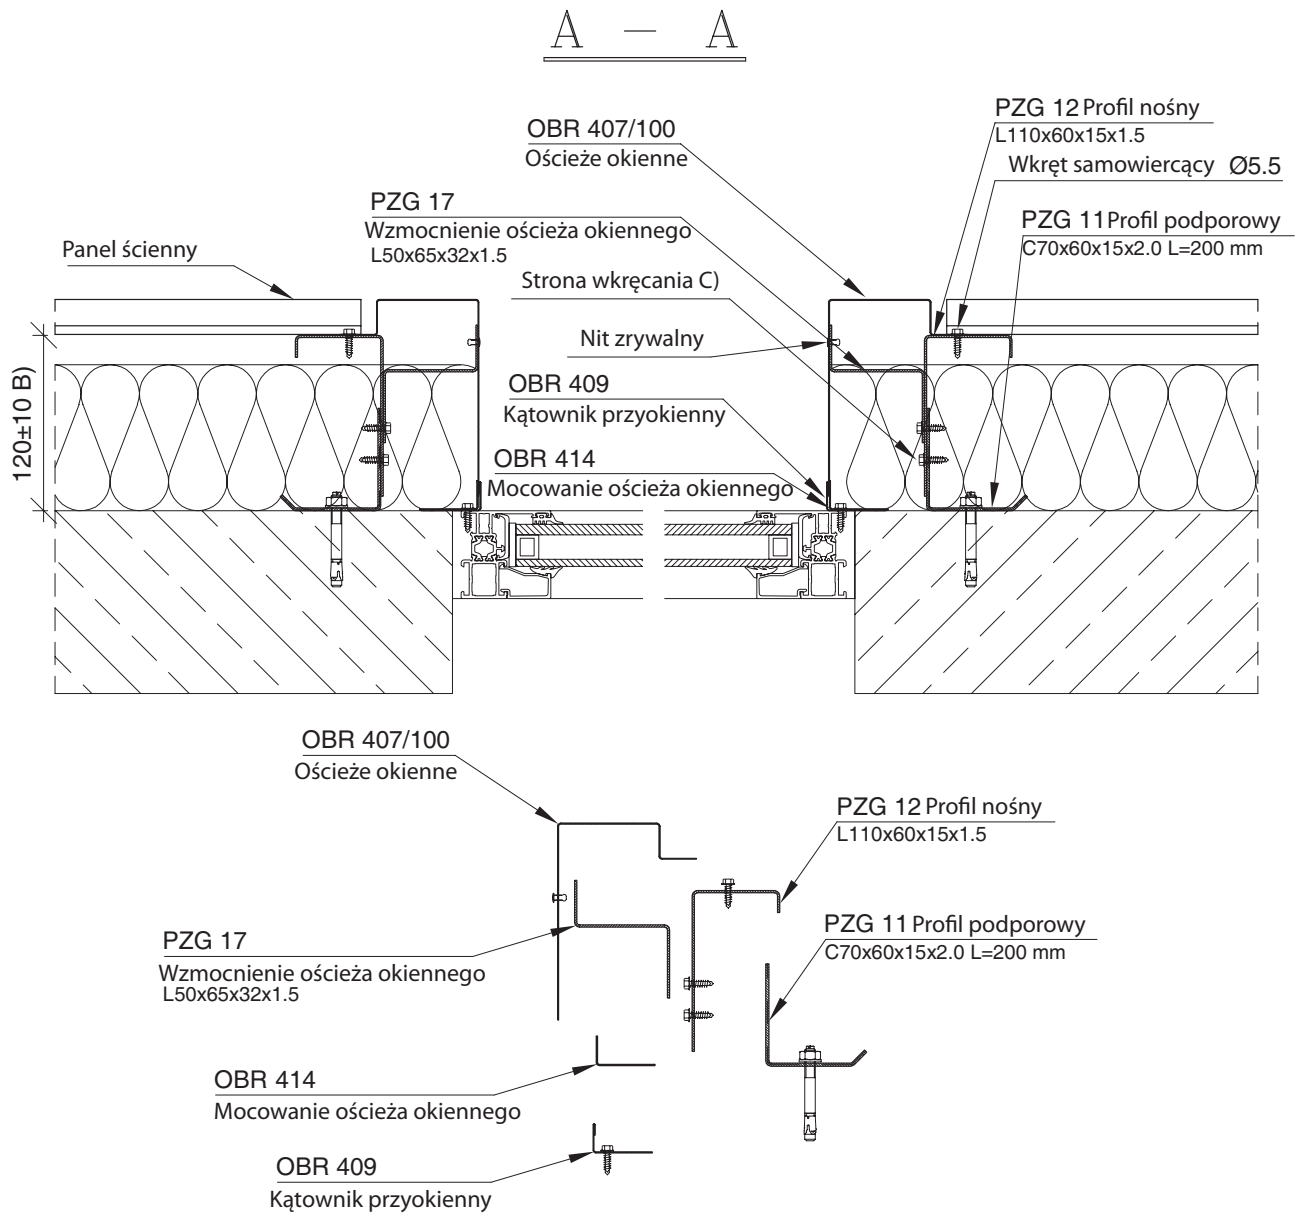 A — A
OBR 407/100
Ościeże okienne
PZG 12 Profil nośny
L110x60x15x1.5
Wkręt samowiercący Ø5.5
PZG 17
Wzmocnienie ościeża okiennego
L50x65x32x1.5
PZG 11 Profil podporowy
C70x60x15x2.0 L=200 mm
Panel ścienny
Strona wkręcania C)
Nit zrywalny
OBR 409
Kątownik przyokienny
OBR 414
Mocowanie ościeża okiennego
120±10 B)
OBR 407/100
Ościeże okienne
PZG 12 Profil nośny
L110x60x15x1.5
PZG 11 Profil podporowy
C70x60x15x2.0 L=200 mm
PZG 17
Wzmocnienie ościeża okiennego
L50x65x32x1.5
OBR 414
Mocowanie ościeża okiennego
OBR 409
Kątownik przyokienny